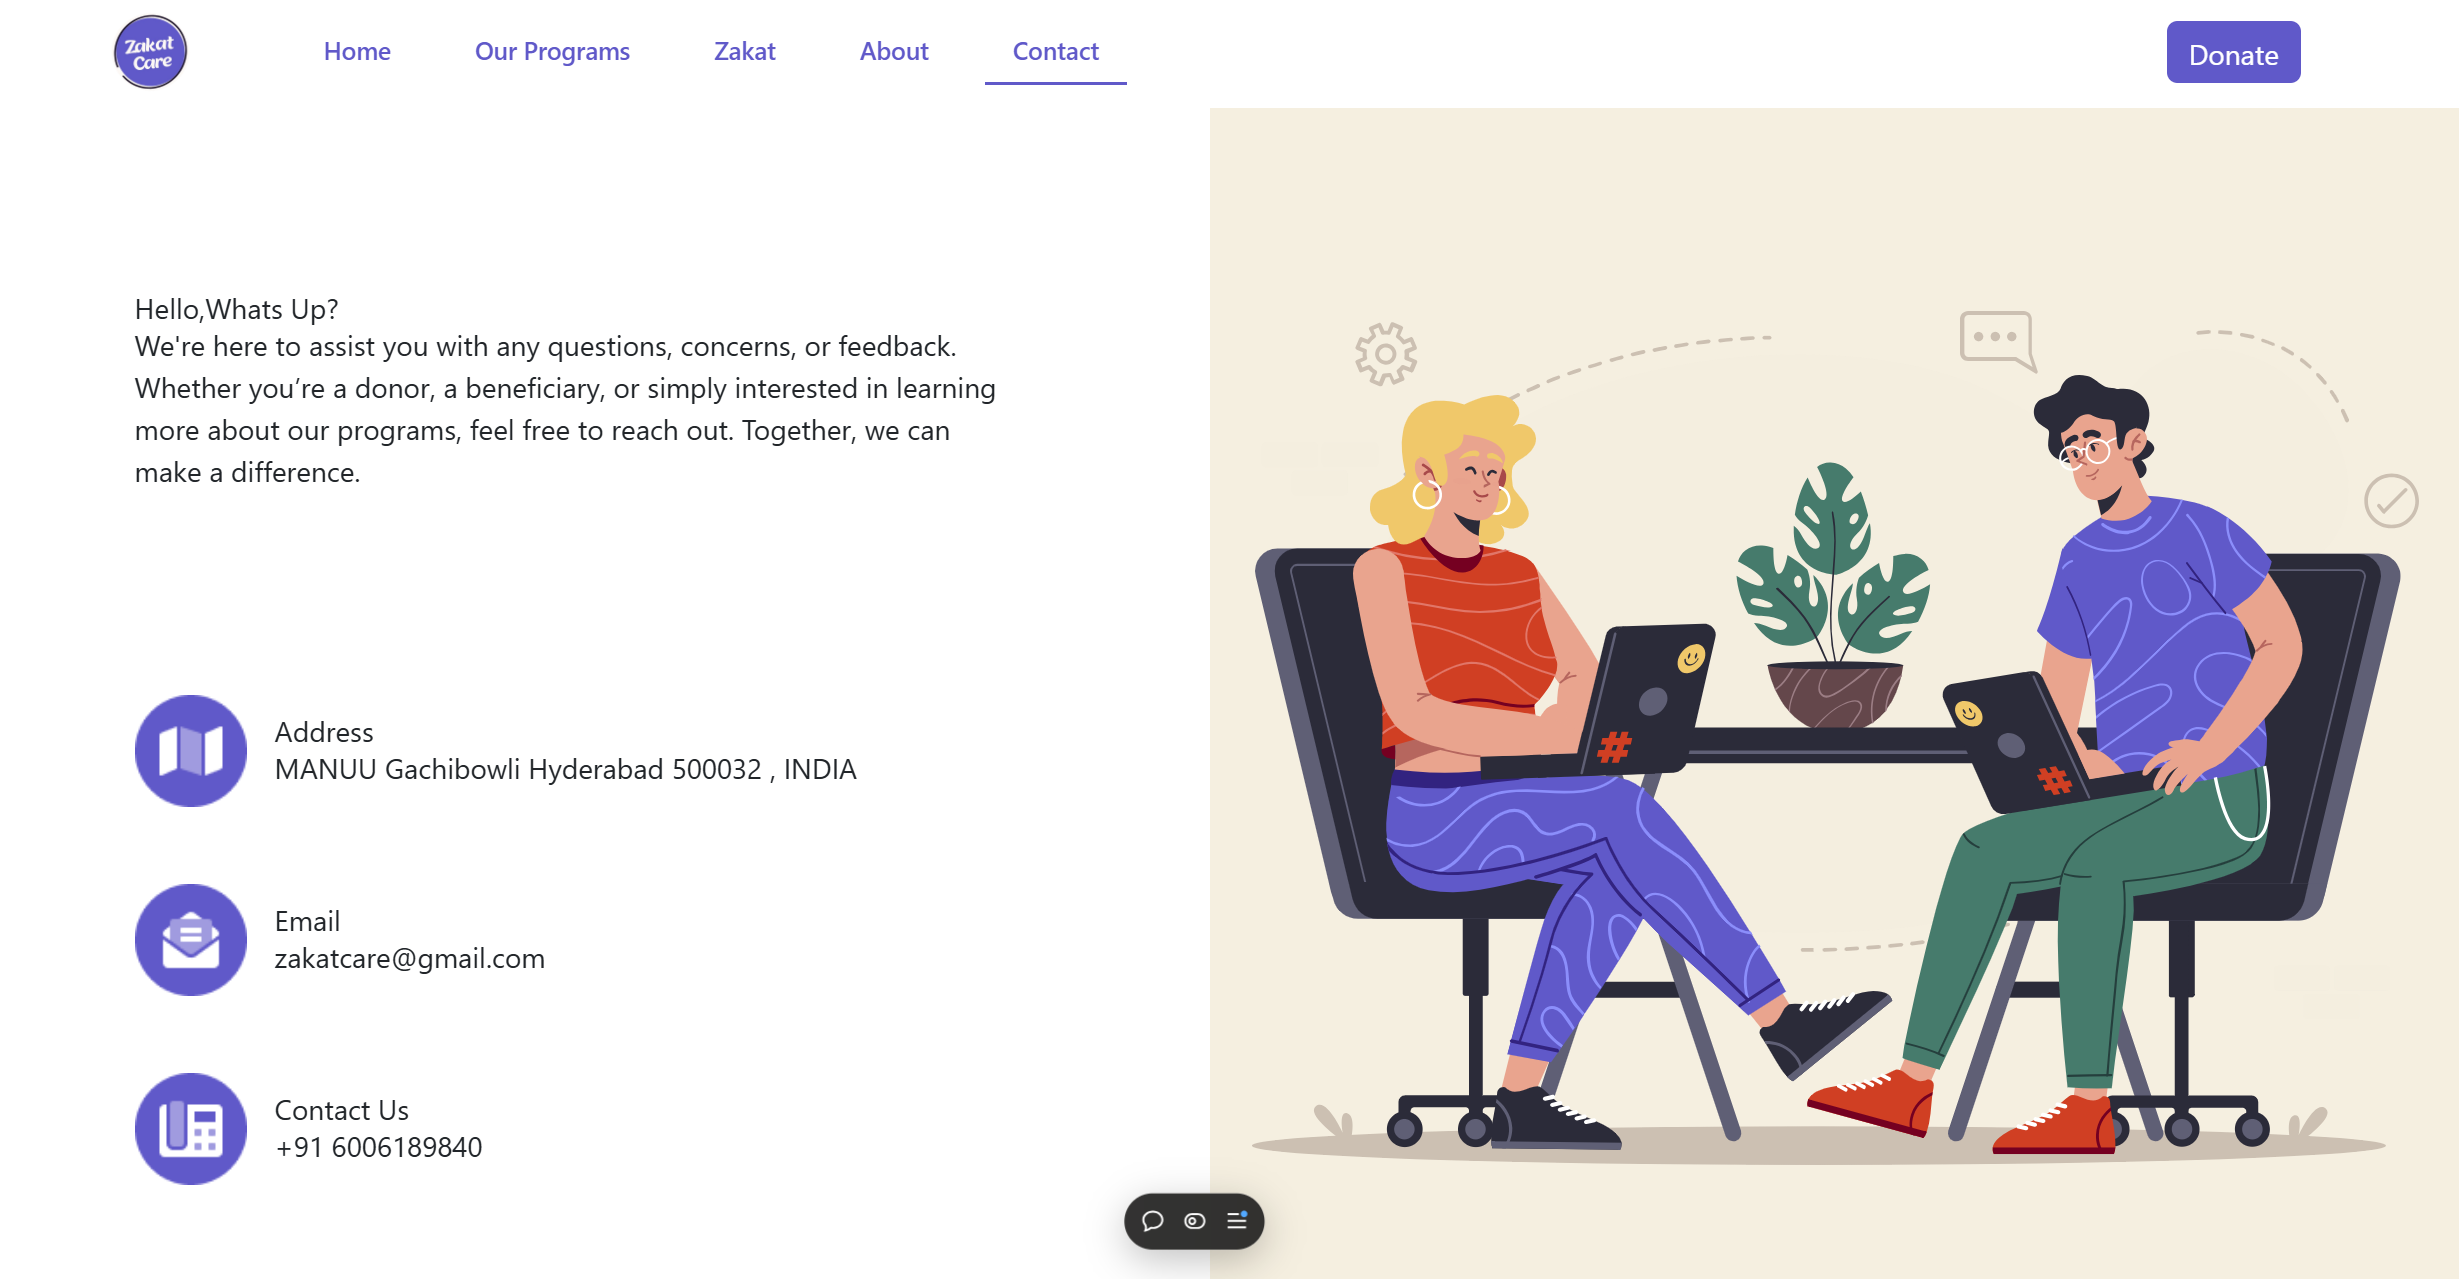 Zakat
Care
Home
Our Programs
Zakat
About
Contact
Donate
Hello,Whats Up?
We're here to assist you with any questions, concerns, or feedback.
Whether you’re a donor, a beneficiary, or simply interested in learning
more about our programs, feel free to reach out. Together, we can
make a difference.
Address
MANUU Gachibowli Hyderabad 500032 , INDIA
Email
zakatcare@gmail.com
Contact Us
+91 6006189840
#
#